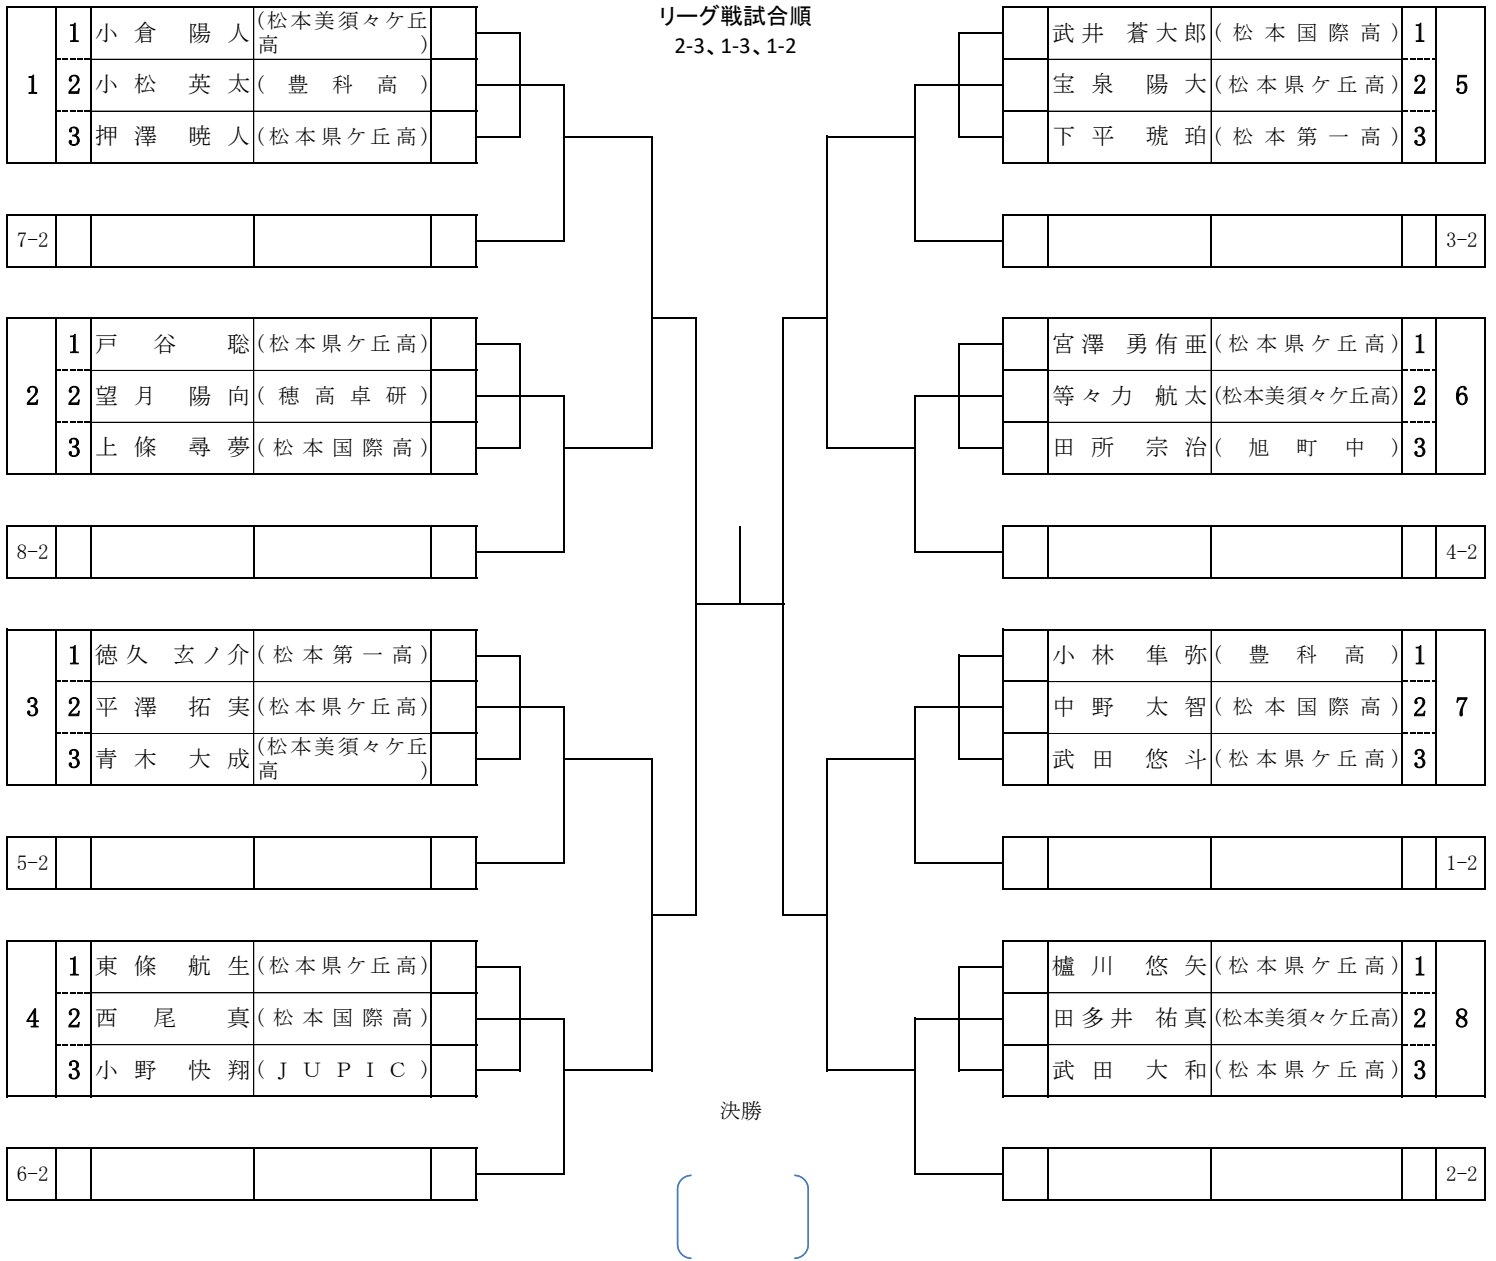 リーグ戦試合順
2-3、1-3、1-2
1
1 小倉 陽人 (松本美須々ケ丘
高)
2 小松 英太 (豊科高)
3 押澤 暁人 (松本県ケ丘高)
7-2
2
1 戸谷 聡 (松本県ケ丘高)
2 望月 陽向 (穂高卓研)
3 上條 尋夢 (松本国際高)
8-2
3
1 徳久 玄ノ介 (松本第一高)
2 平澤 拓実 (松本県ケ丘高)
3 青木 大成 (松本美須々ケ丘
高)
5-2
4
1 東條 航生 (松本県ケ丘高)
2 西尾 真 (松本国際高)
3 小野 快翔 (JUPIC)
6-2
武井 蒼大郎 (松本国際高) 1
宝泉 陽大 (松本県ケ丘高) 2
下平 琥珀 (松本第一高) 3
5
3-2
宮澤 勇侑亜 (松本県ケ丘高) 1
等々力 航太 (松本美須々ケ丘高) 2
田所 宗治 (旭町中) 3
6
4-2
小林 隼弥 (豊科高) 1
中野 太智 (松本国際高) 2
武田 悠斗 (松本県ケ丘高) 3
7
1-2
櫨川 悠矢 (松本県ケ丘高) 1
田多井 祐真 (松本美須々ケ丘高) 2
武田 大和 (松本県ケ丘高) 3
8
2-2
決勝